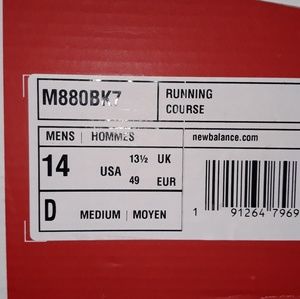 M880BK7 RUNNING
COURSE
MENS | HOMMES newbalance.com
14 USA 13½ UK
49 EUR
D MEDIUM | MOYEN
1 91264 7969